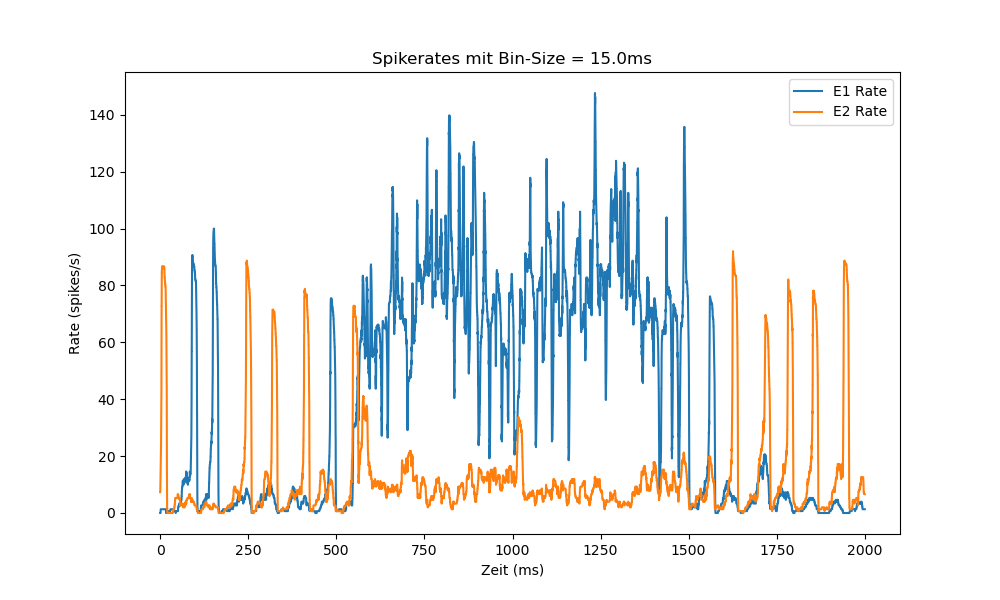 Spikerates mit Bin-Size = 15.0ms
E1 Rate
E2 Rate
Rate (spikes/s)
140
120
100
80
60
40
20
0
0 250 500 750 1000 1250 1500 1750 2000
Zeit (ms)